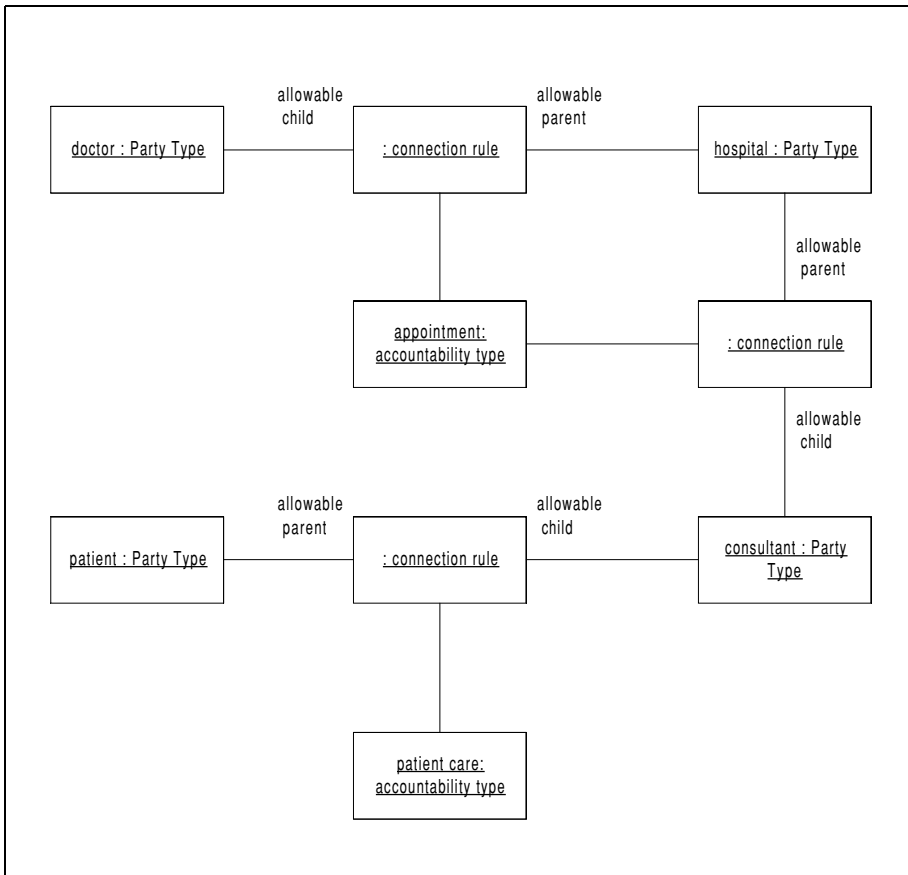 allowable
child
allowable
parent
doctor : Party Type
: connection rule
hospital : Party Type
allowable
parent
appointment:
accountability type
: connection rule
allowable
child
allowable
parent
allowable
child
patient : Party Type
: connection rule
consultant : Party
Type
patient care:
accountability type